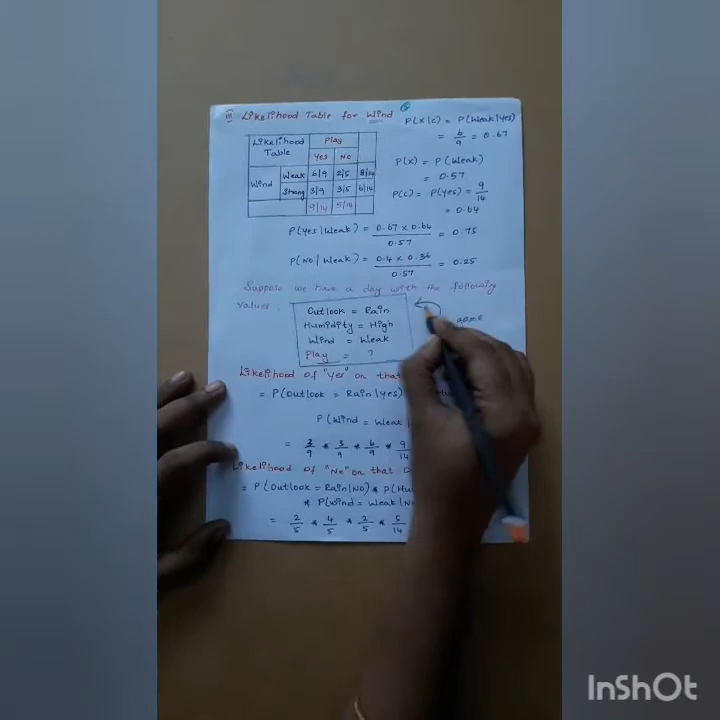 iii Likelihood Table for Wind
P(X|C) = P(Weak|Yes)
= 6/9 = 0.67
Likelihood Table
Play
Yes No
Wind Weak 6/9 2/5 8/14
Strong 3/9 3/5 6/14
9/14 5/14
P(X) = P(Weak)
= 0.57
P(C) = P(Yes) = 9/14
= 0.64
P(Yes|Weak) = 0.67 x 0.64 / 0.57 = 0.75
P(No|Weak) = 0.4 x 0.36 / 0.57 = 0.25
Suppose we have a day with the following
values :
Outlook = Rain
Humidity = High
Wind = Weak
Play = ?
game
Likelihood of "Yes" on that
= P(Outlook = Rain|Yes)
P(Wind = Weak|
= 3/9 * 3/9 * 6/9 * 9/14
Likelihood of "No" on that D
= P(Outlook = Rain|No) * P(Hu
* P(Wind = Weak|No
= 2/5 * 4/5 * 2/5 * 5/14
InShOt